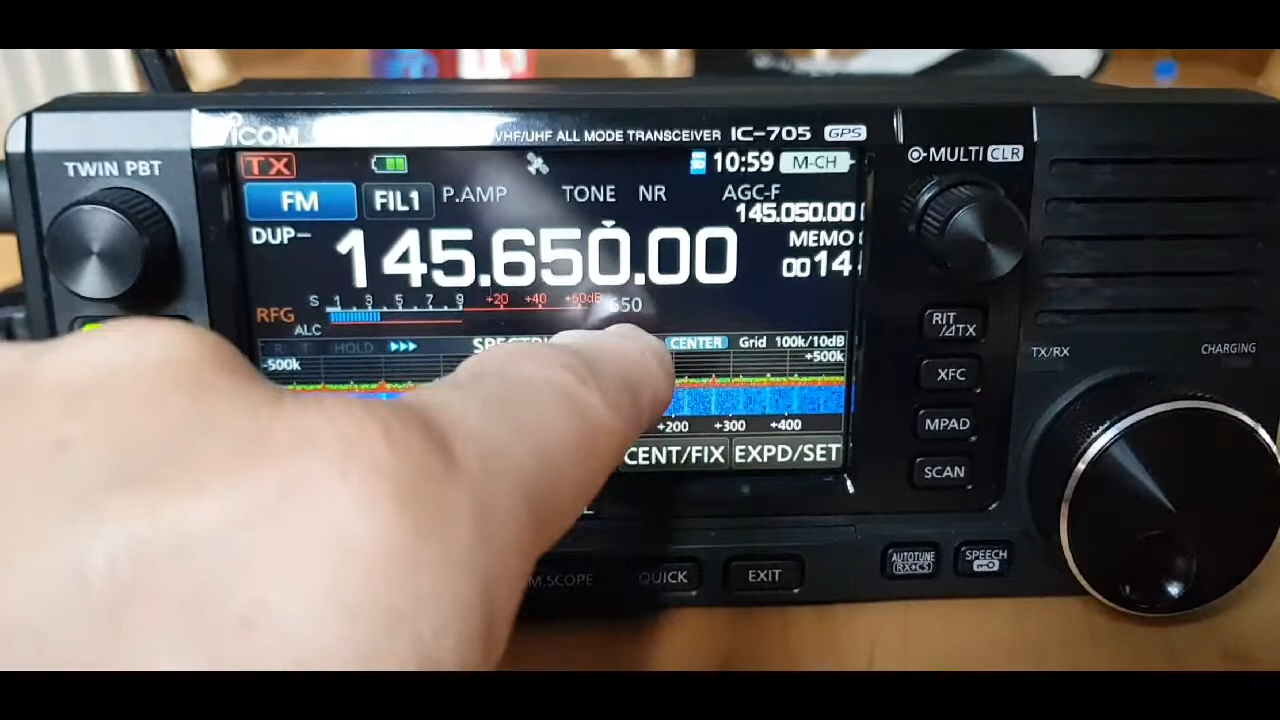 ICOM VHF/UHF ALL MODE TRANSCEIVER IC-705 GPS
TWIN PBT
MULTI CLR
TX 10:59 M-CH
FM FIL1 P.AMP TONE NR AGC-F
145.050.00
DUP- 145.650.00 MEMO
00 14
S 1 3 5 7 9 +20 +40 +60dB 650
RFG
ALC
HOLD CENTER Grid 100k/10dB
-500k +500k
+200 +300 +400
CENT/FIX EXPD/SET
RIT/⊿TX
XFC
MPAD
SCAN
TX/RX CHARGING
M.SCOPE QUICK EXIT
AUTOTUNE RX→CS
SPEECH